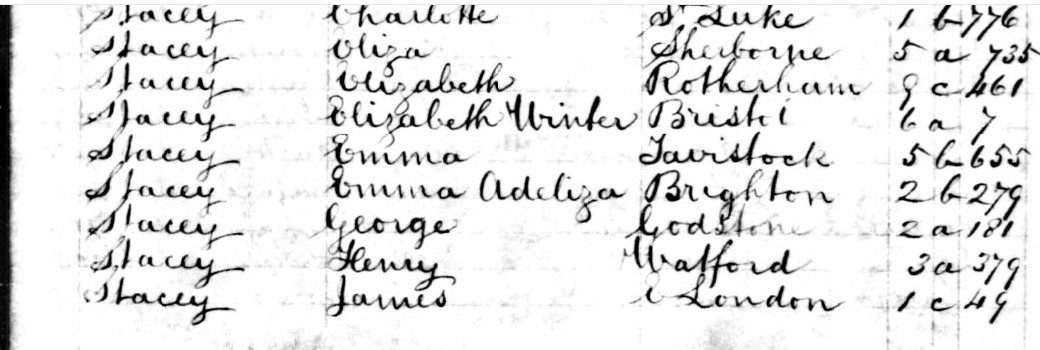 Stacey Charlotte St Luke 1 b 776
Stacey Eliza Sherborne 5 a 735
Stacey Elizabeth Rotherham 9 c 461
Stacey Elizabeth Winter Bristol 6 a 7
Stacey Emma Tavistock 5 b 655
Stacey Emma Adeliza Brighton 2 b 279
Stacey George Godstone 2 a 181
Stacey Henry Watford 3 a 379
Stacey James London 1 c 49